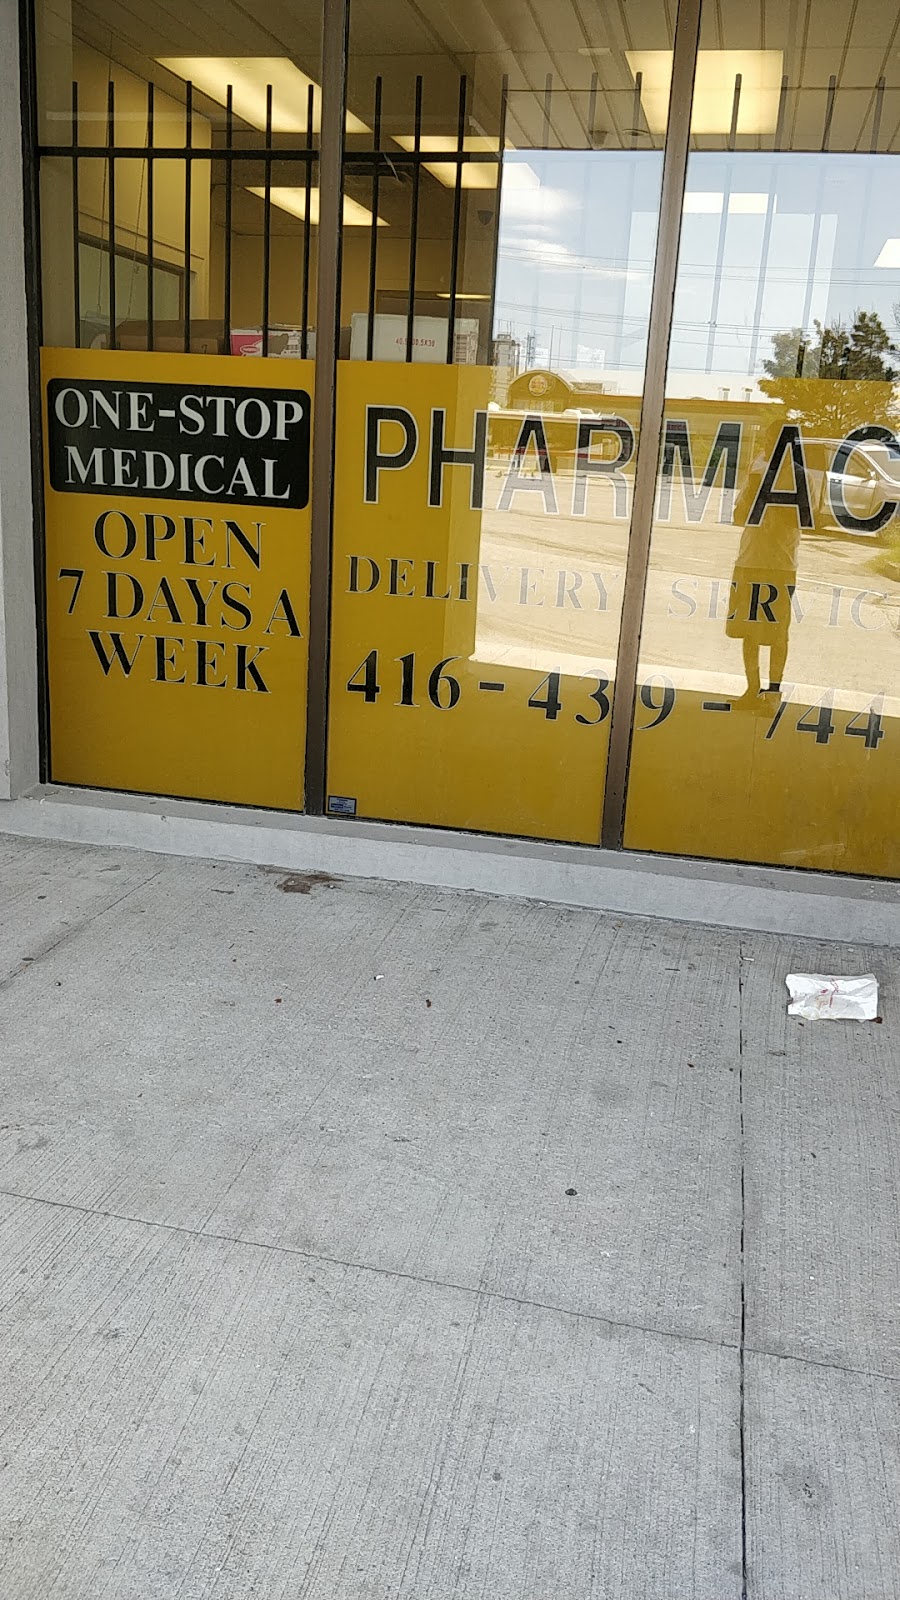 ONE-STOP
MEDICAL
OPEN
7 DAYS A
WEEK
PHARMAC
DELIVERY SERVIC
416-439-744